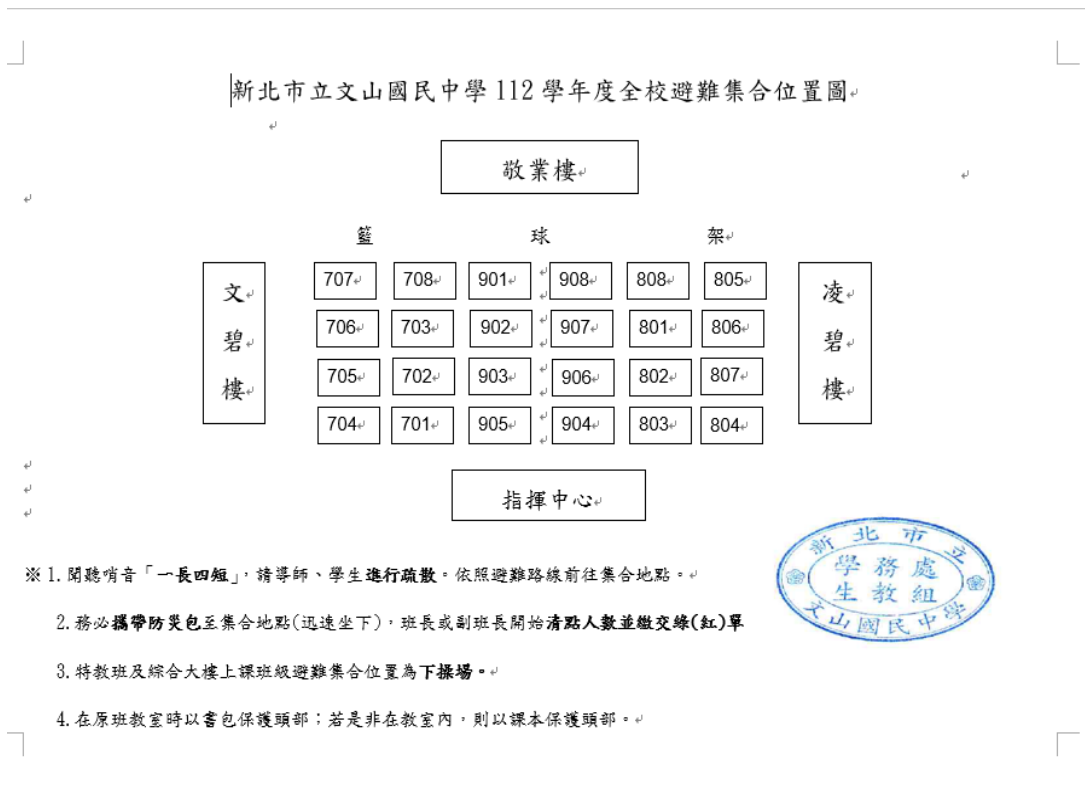 新北市立文山國民中學 112 學年度全校避難集合位置圖
敬業樓
籃 球 架
文碧樓
凌碧樓
707 708 901 908 808 805
706 703 902 907 801 806
705 702 903 906 802 807
704 701 905 904 803 804
指揮中心
※ 1. 聞聽哨音「一長四短」，請導師、學生進行疏散。依照避難路線前往集合地點。
2. 務必攜帶防災包至集合地點(迅速坐下)，班長或副班長開始清點人數並繳交綠(紅)單
3. 特教班及綜合大樓上課班級避難集合位置為下操場。
4. 在原班教室時以書包保護頭部；若是非在教室內，則以課本保護頭部。
新北市立
學務處
生教組
文山國民中學